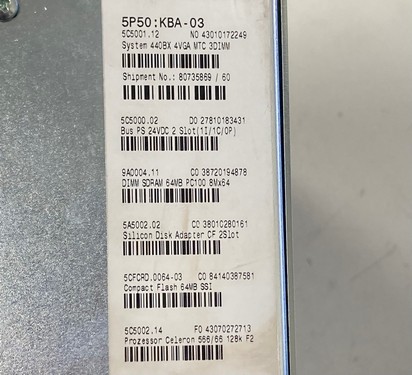 5P50:KBA-03
5C5001.12 N0 43010172249
System 440BX 4VGA MTC 3DIMM
Shipment No.: 80735869 / 60
5C5000.02 D0 27810183431
Bus PS 24VDC 2 Slot(1I/1C/0P)
9A0004.11 C0 38720194878
DIMM SDRAM 64MB PC100 8Mx64
5A5002.02 C0 38010280161
Silicon Disk Adapter CF 2Slot
5CFCRD.0064-03 C0 84140387581
Compact Flash 64MB SSI
5C5002.14 F0 43070272713
Prozessor Celeron 566/66 128k F2